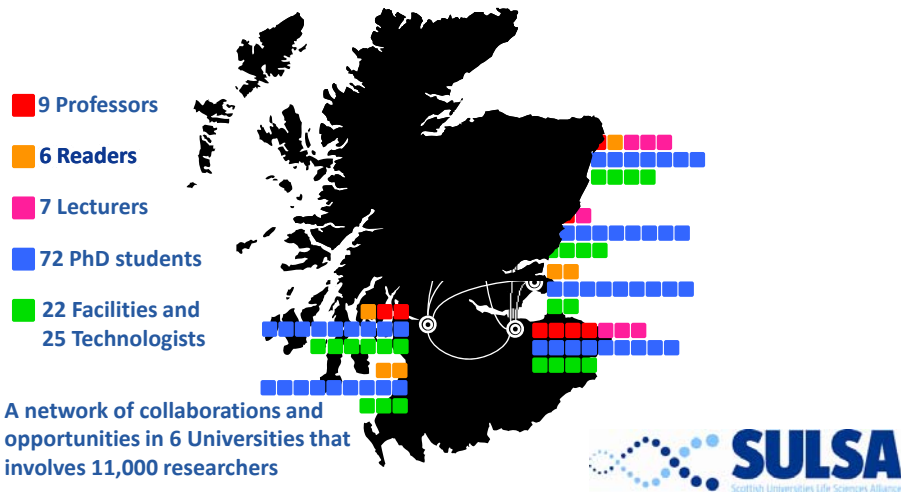 9 Professors
6 Readers
7 Lecturers
72 PhD students
22 Facilities and
25 Technologists
A network of collaborations and
opportunities in 6 Universities that
involves 11,000 researchers
SULSA
Scottish Universities Life Sciences Alliance